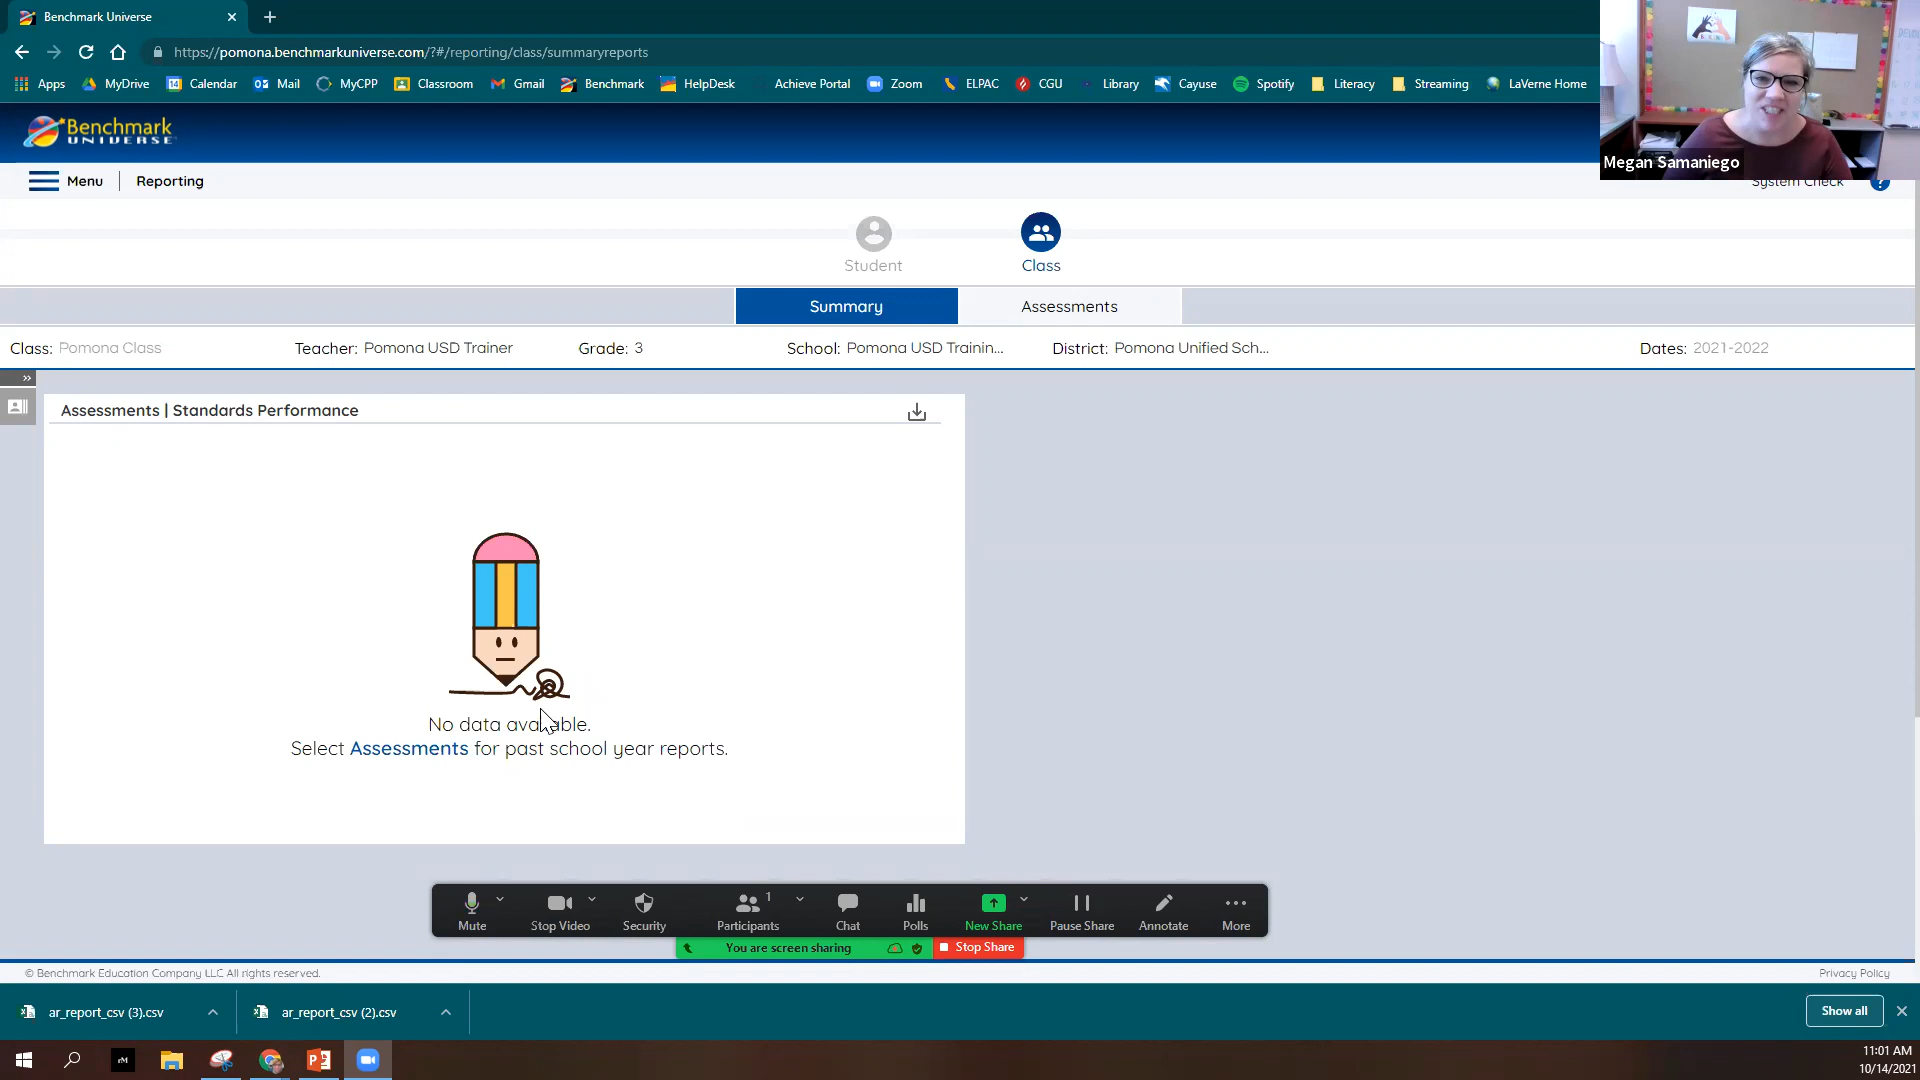 Benchmark Universe
https://pomona.benchmarkuniverse.com/?#/reporting/class/summaryreports
Apps MyDrive Calendar Mail MyCPP Classroom Gmail Benchmark HelpDesk Achieve Portal Zoom ELPAC CGU Library Cayuse Spotify Literacy Streaming LaVerne Home
Benchmark
UNIVERSE
Megan Samaniego
Menu Reporting System Check ?
Student Class
Summary Assessments
Class: Pomona Class Teacher: Pomona USD Trainer Grade: 3 School: Pomona USD Trainin... District: Pomona Unified Sch... Dates: 2021-2022
Assessments | Standards Performance
No data available.
Select Assessments for past school year reports.
1
Mute Stop Video Security Participants Chat Polls New Share Pause Share Annotate More
You are screen sharing Stop Share
© Benchmark Education Company LLC All rights reserved. Privacy Policy
ar_report_csv (3).csv ar_report_csv (2).csv Show all
11:01 AM
10/14/2021